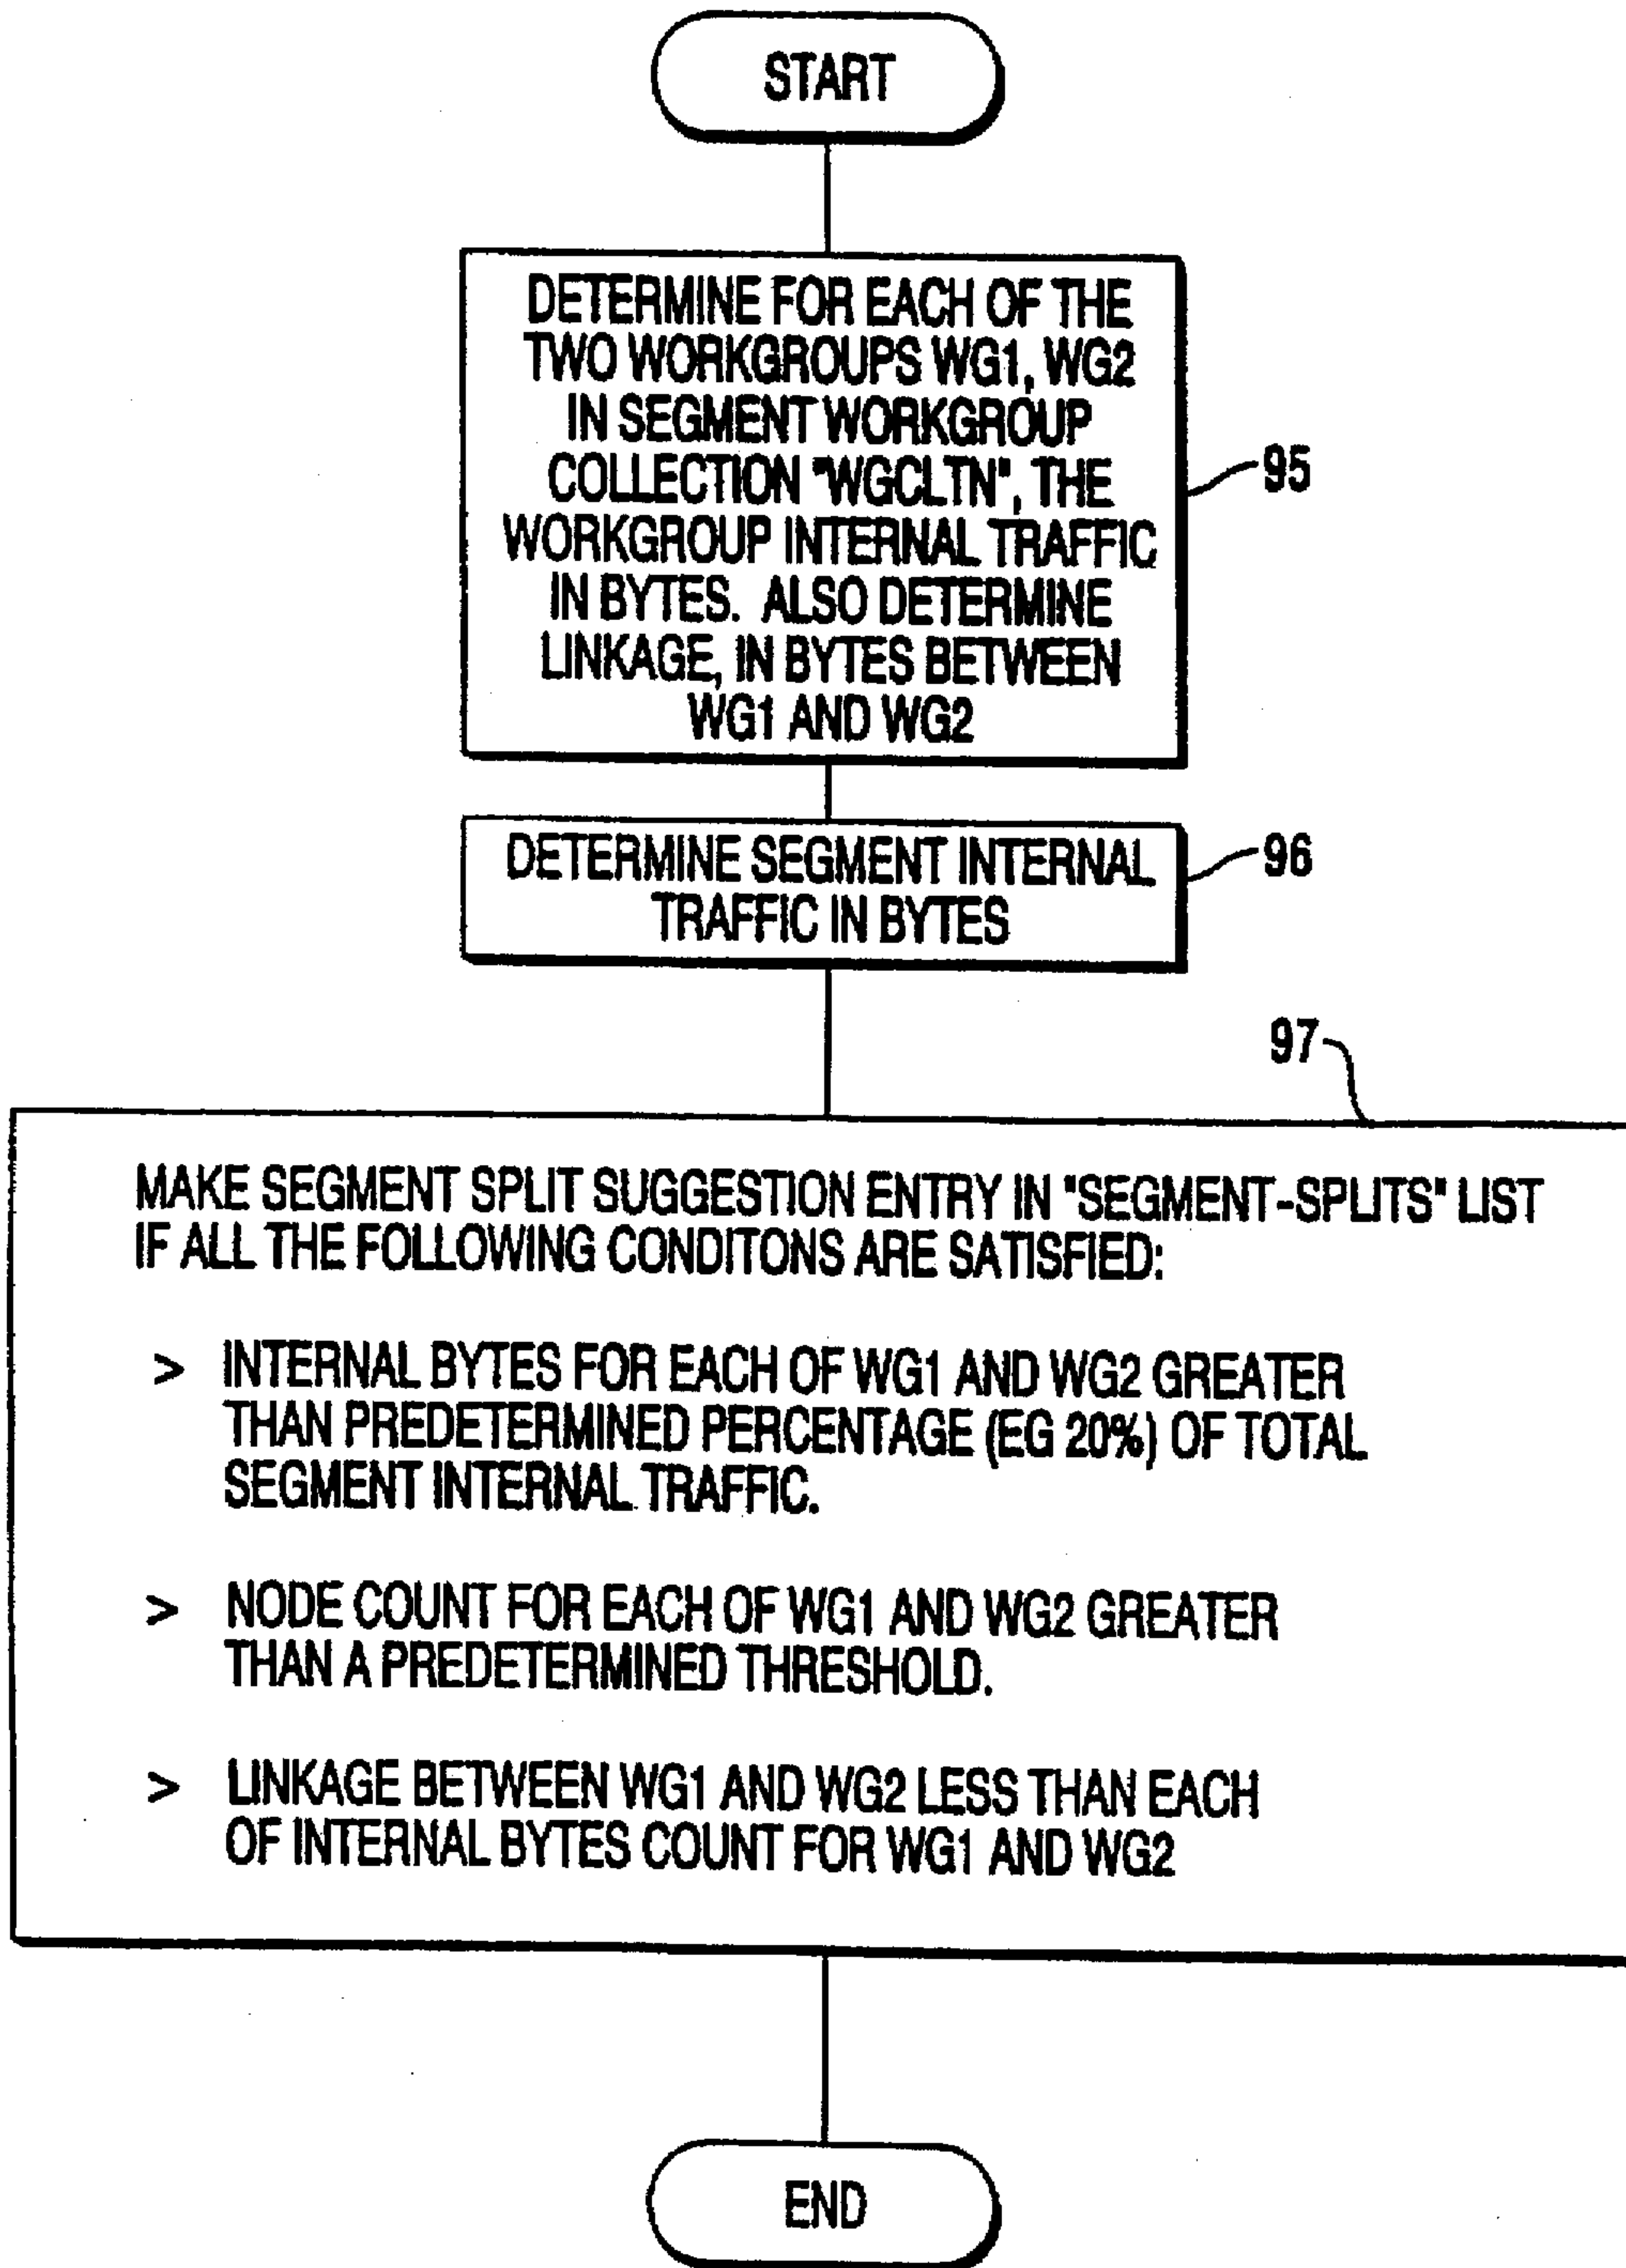 START
DETERMINE FOR EACH OF THE
TWO WORKGROUPS WG1, WG2
IN SEGMENT WORKGROUP
COLLECTION "WGCLTN", THE
WORKGROUP INTERNAL TRAFFIC
IN BYTES. ALSO DETERMINE
LINKAGE, IN BYTES BETWEEN
WG1 AND WG2
95
DETERMINE SEGMENT INTERNAL
TRAFFIC IN BYTES
96
97
MAKE SEGMENT SPLIT SUGGESTION ENTRY IN "SEGMENT-SPLITS" LIST
IF ALL THE FOLLOWING CONDITONS ARE SATISFIED:
> INTERNAL BYTES FOR EACH OF WG1 AND WG2 GREATER
THAN PREDETERMINED PERCENTAGE (EG 20%) OF TOTAL
SEGMENT INTERNAL TRAFFIC.
> NODE COUNT FOR EACH OF WG1 AND WG2 GREATER
THAN A PREDETERMINED THRESHOLD.
> LINKAGE BETWEEN WG1 AND WG2 LESS THAN EACH
OF INTERNAL BYTES COUNT FOR WG1 AND WG2
END